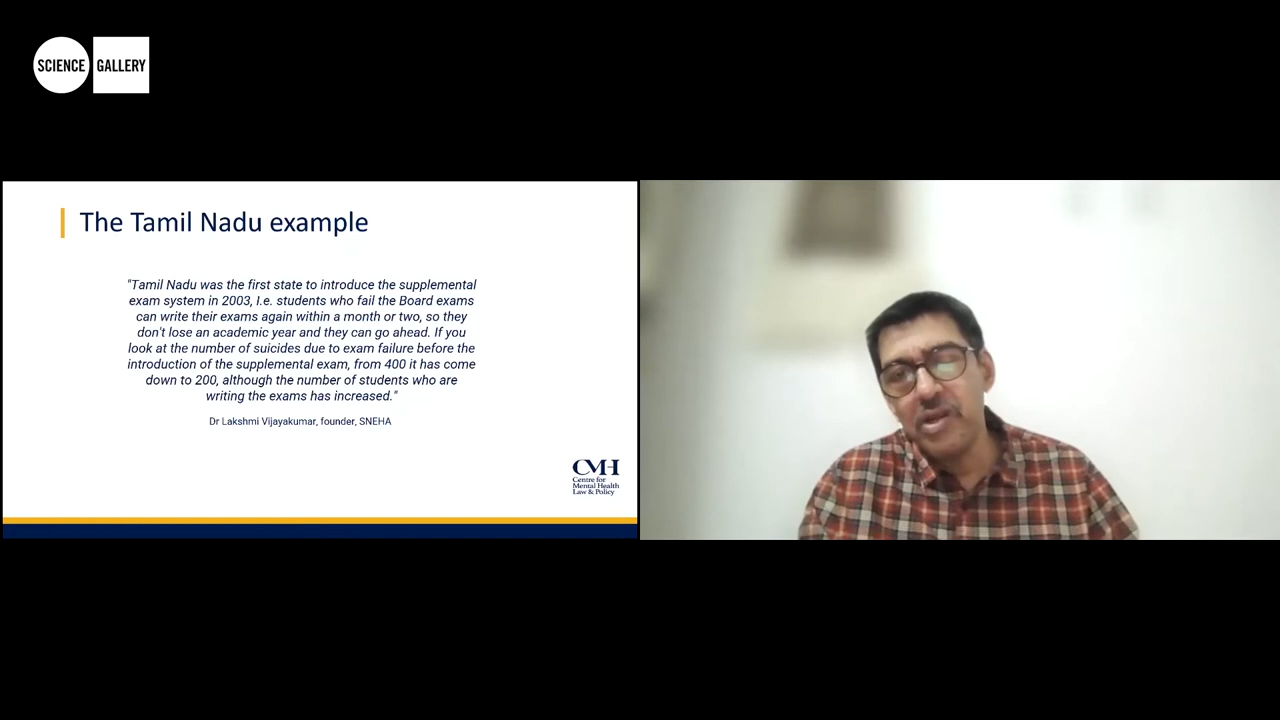 SCIENCE GALLERY
The Tamil Nadu example
"Tamil Nadu was the first state to introduce the supplemental
exam system in 2003, I.e. students who fail the Board exams
can write their exams again within a month or two, so they
don't lose an academic year and they can go ahead. If you
look at the number of suicides due to exam failure before the
introduction of the supplemental exam, from 400 it has come
down to 200, although the number of students who are
writing the exams has increased."
Dr Lakshmi Vijayakumar, founder, SNEHA
CMH
Centre for
Mental Health
Law & Policy